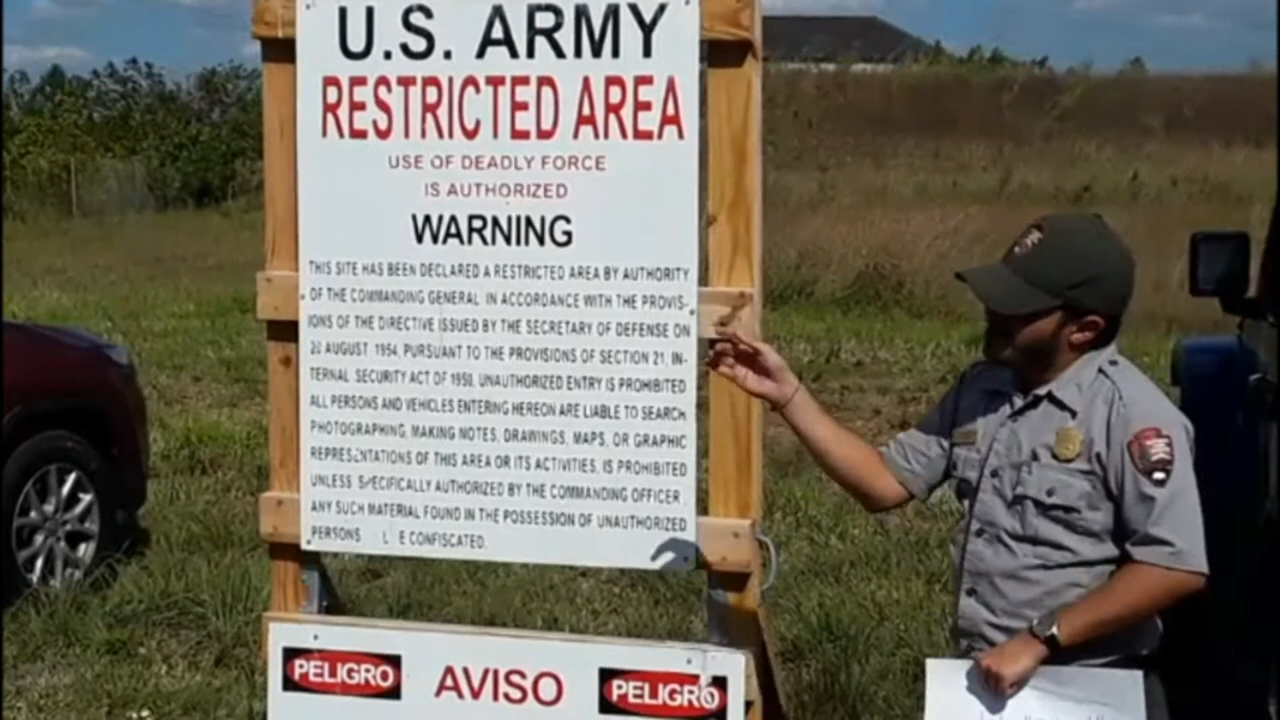 U.S. ARMY
RESTRICTED AREA
USE OF DEADLY FORCE
IS AUTHORIZED
WARNING
THIS SITE HAS BEEN DECLARED A RESTRICTED AREA BY AUTHORITY
OF THE COMMANDING GENERAL IN ACCORDANCE WITH THE PROVIS-
IONS OF THE DIRECTIVE ISSUED BY THE SECRETARY OF DEFENSE ON
20 AUGUST 1954, PURSUANT TO THE PROVISIONS OF SECTION 21, IN-
TERNAL SECURITY ACT OF 1950. UNAUTHORIZED ENTRY IS PROHIBITED
ALL PERSONS AND VEHICLES ENTERING HEREON ARE LIABLE TO SEARCH.
PHOTOGRAPHING, MAKING NOTES, DRAWINGS, MAPS, OR GRAPHIC
REPRESENTATIONS OF THIS AREA OR ITS ACTIVITIES, IS PROHIBITED
UNLESS SPECIFICALLY AUTHORIZED BY THE COMMANDING OFFICER.
ANY SUCH MATERIAL FOUND IN THE POSSESSION OF UNAUTHORIZED
PERSONS L E CONFISCATED.
PELIGRO AVISO PELIGRO